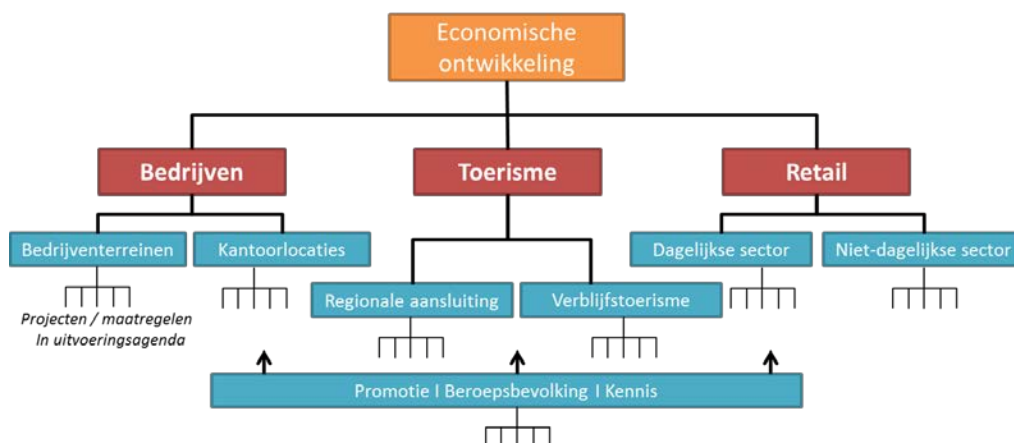 Economische
ontwikkeling
Bedrijven
Toerisme
Retail
Bedrijventerreinen
Kantoorlocaties
Dagelijkse sector
Niet-dagelijkse sector
Regionale aansluiting
Verblijfstoerisme
Projecten / maatregelen
In uitvoeringsagenda
Promotie I Beroepsbevolking I Kennis